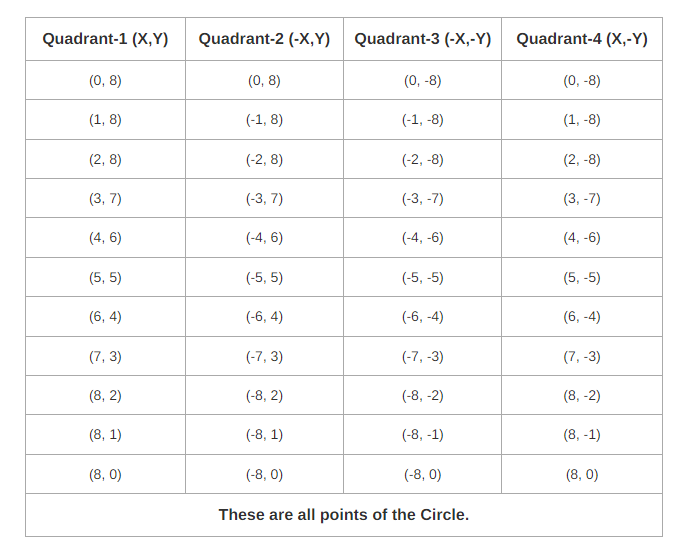 Quadrant-1 (X,Y) Quadrant-2 (-X,Y) Quadrant-3 (-X,-Y) Quadrant-4 (X,-Y)
(0, 8) (0, 8) (0, -8) (0, -8)
(1, 8) (-1, 8) (-1, -8) (1, -8)
(2, 8) (-2, 8) (-2, -8) (2, -8)
(3, 7) (-3, 7) (-3, -7) (3, -7)
(4, 6) (-4, 6) (-4, -6) (4, -6)
(5, 5) (-5, 5) (-5, -5) (5, -5)
(6, 4) (-6, 4) (-6, -4) (6, -4)
(7, 3) (-7, 3) (-7, -3) (7, -3)
(8, 2) (-8, 2) (-8, -2) (8, -2)
(8, 1) (-8, 1) (-8, -1) (8, -1)
(8, 0) (-8, 0) (-8, 0) (8, 0)
These are all points of the Circle.